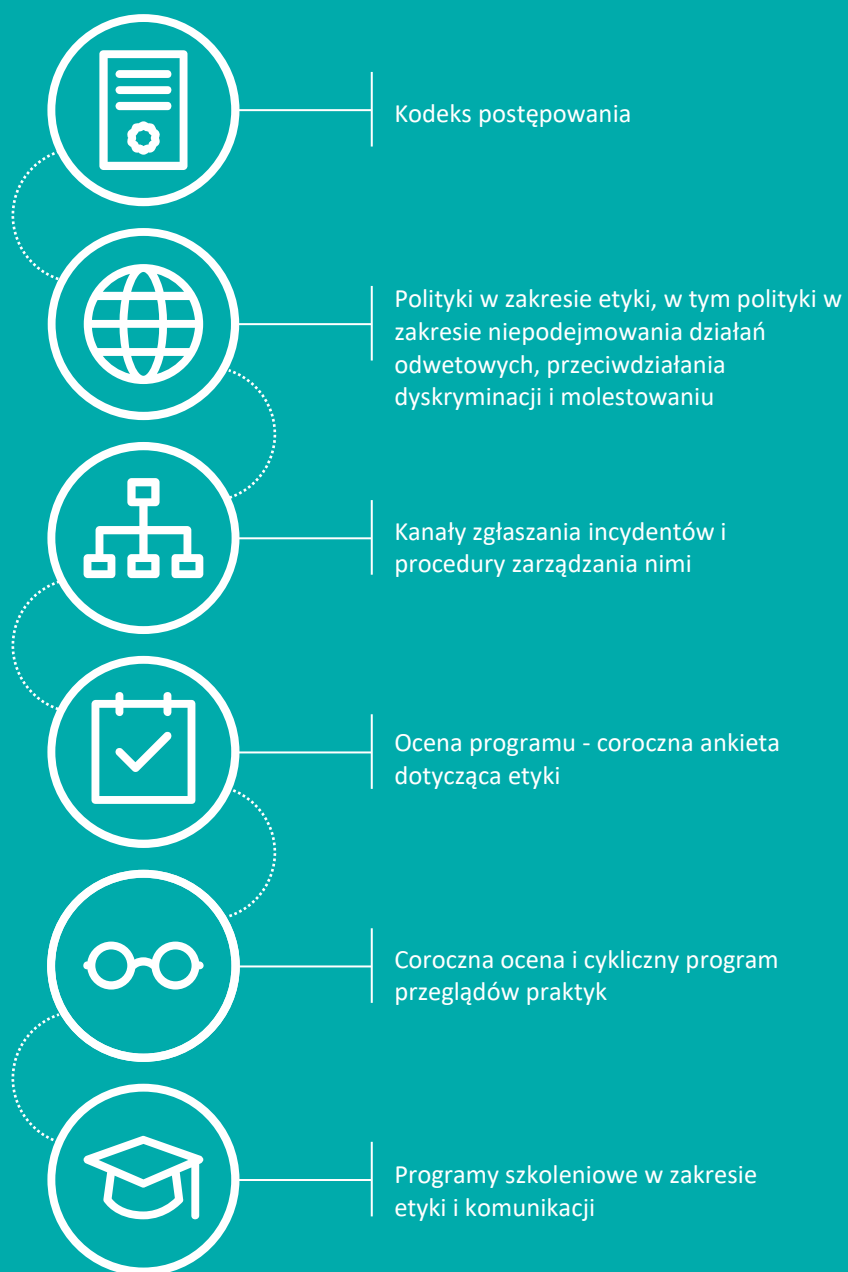 Kodeks postępowania
Polityki w zakresie etyki, w tym polityki w
zakresie niepodejmowania działań
odwetowych, przeciwdziałania
dyskryminacji i molestowaniu
Kanały zgłaszania incydentów i
procedury zarządzania nimi
Ocena programu - coroczna ankieta
dotycząca etyki
Coroczna ocena i cykliczny program
przeglądów praktyk
Programy szkoleniowe w zakresie
etyki i komunikacji